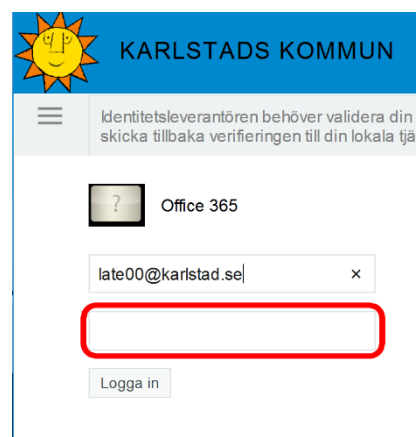 KARLSTADS KOMMUN
Identitetsleverantören behöver validera din
skicka tillbaka verifieringen till din lokala tjä
?
Office 365
late00@karlstad.se
Logga in